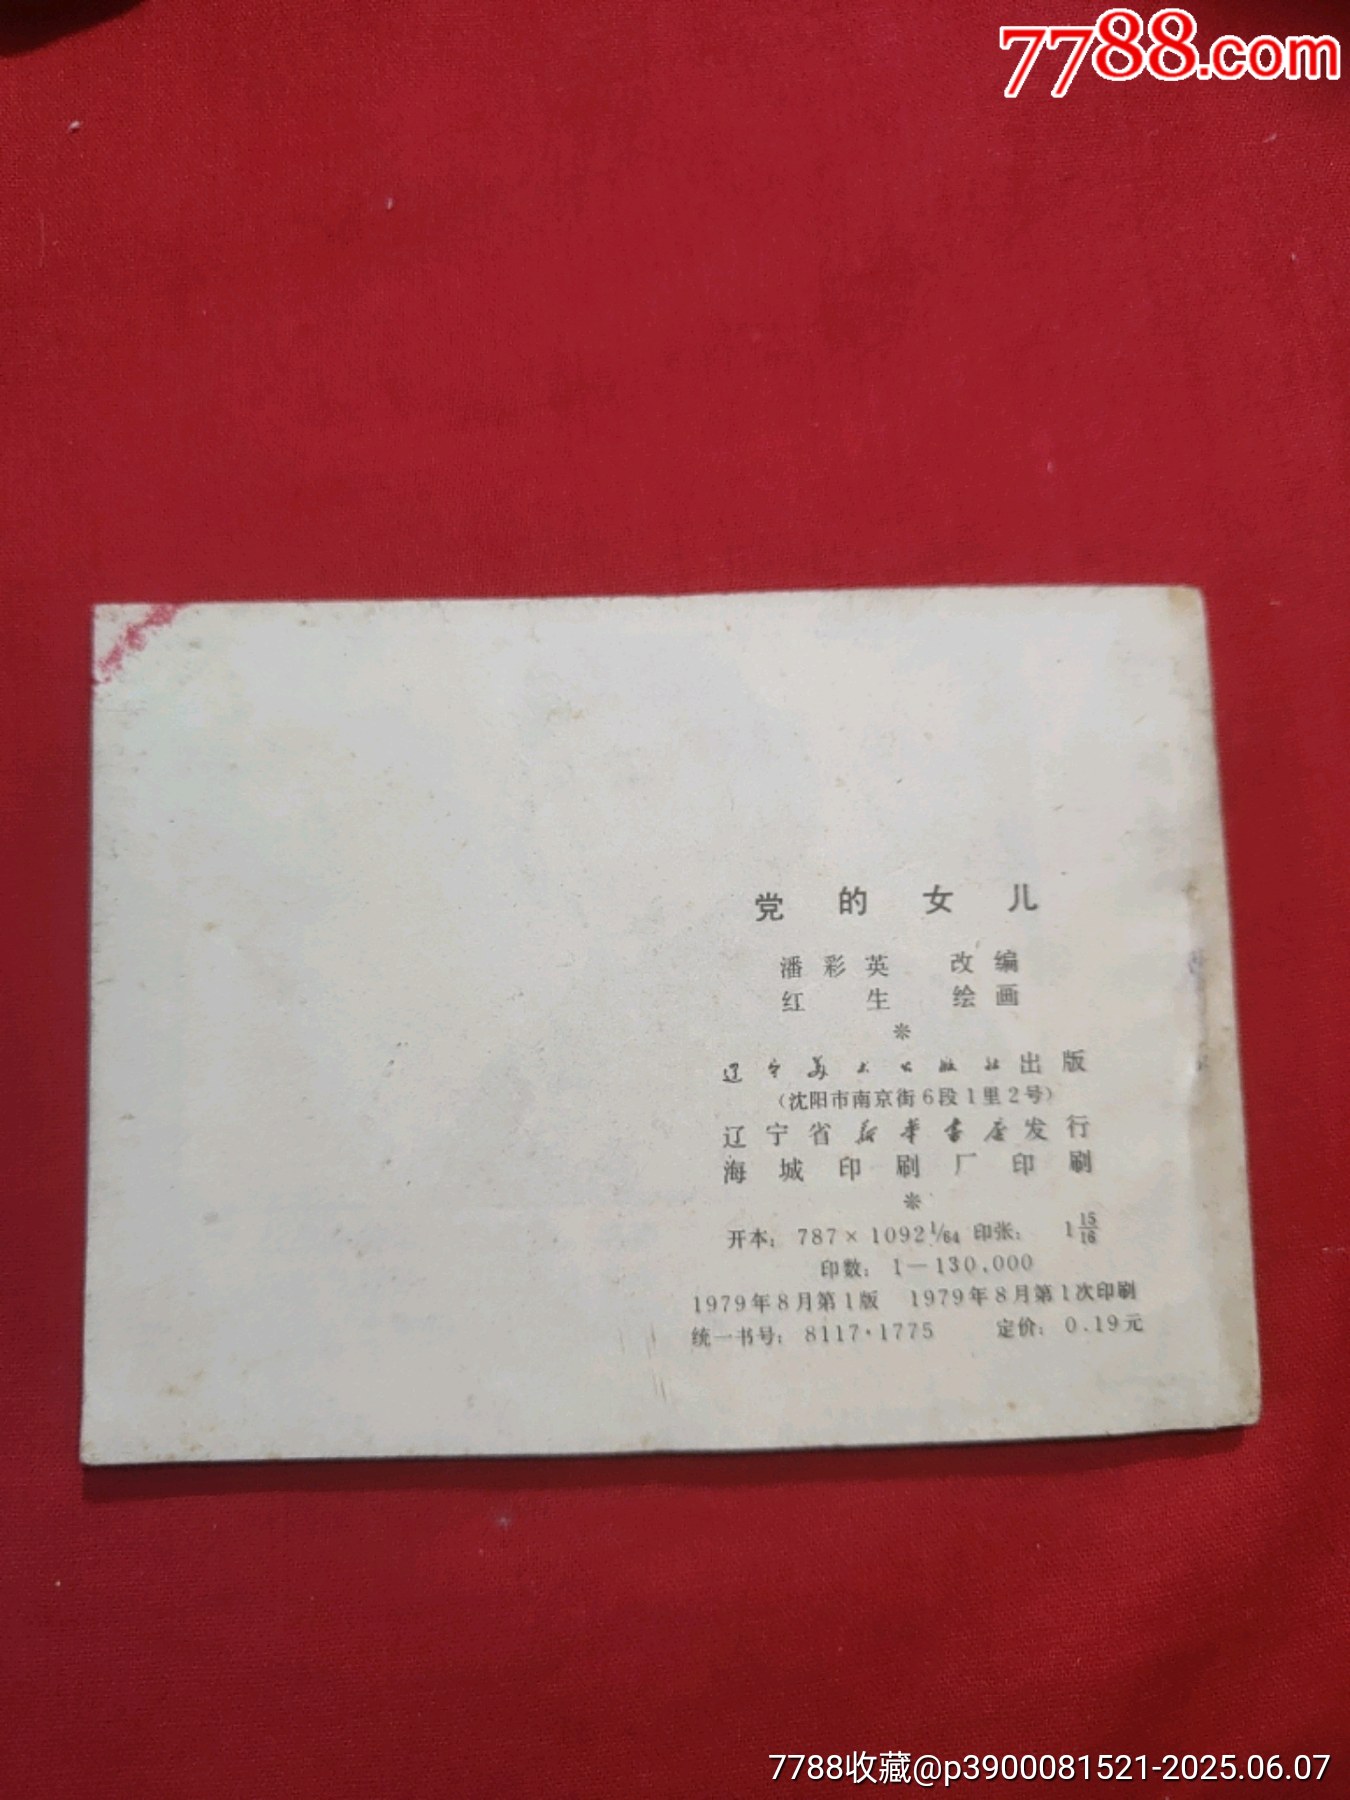 7788.com
党的女儿
潘彩英 改编
红生 绘画
*
辽宁美术出版社出版
（沈阳市南京街6段1里2号）
辽宁省新华书店发行
海城印刷厂印刷
*
开本：787×1092 1/64 印张：1 15/16
印数：1—130,000
1979年8月第1版 1979年8月第1次印刷
统一书号：8117·1775 定价：0.19元
7788收藏@p3900081521-2025.06.07